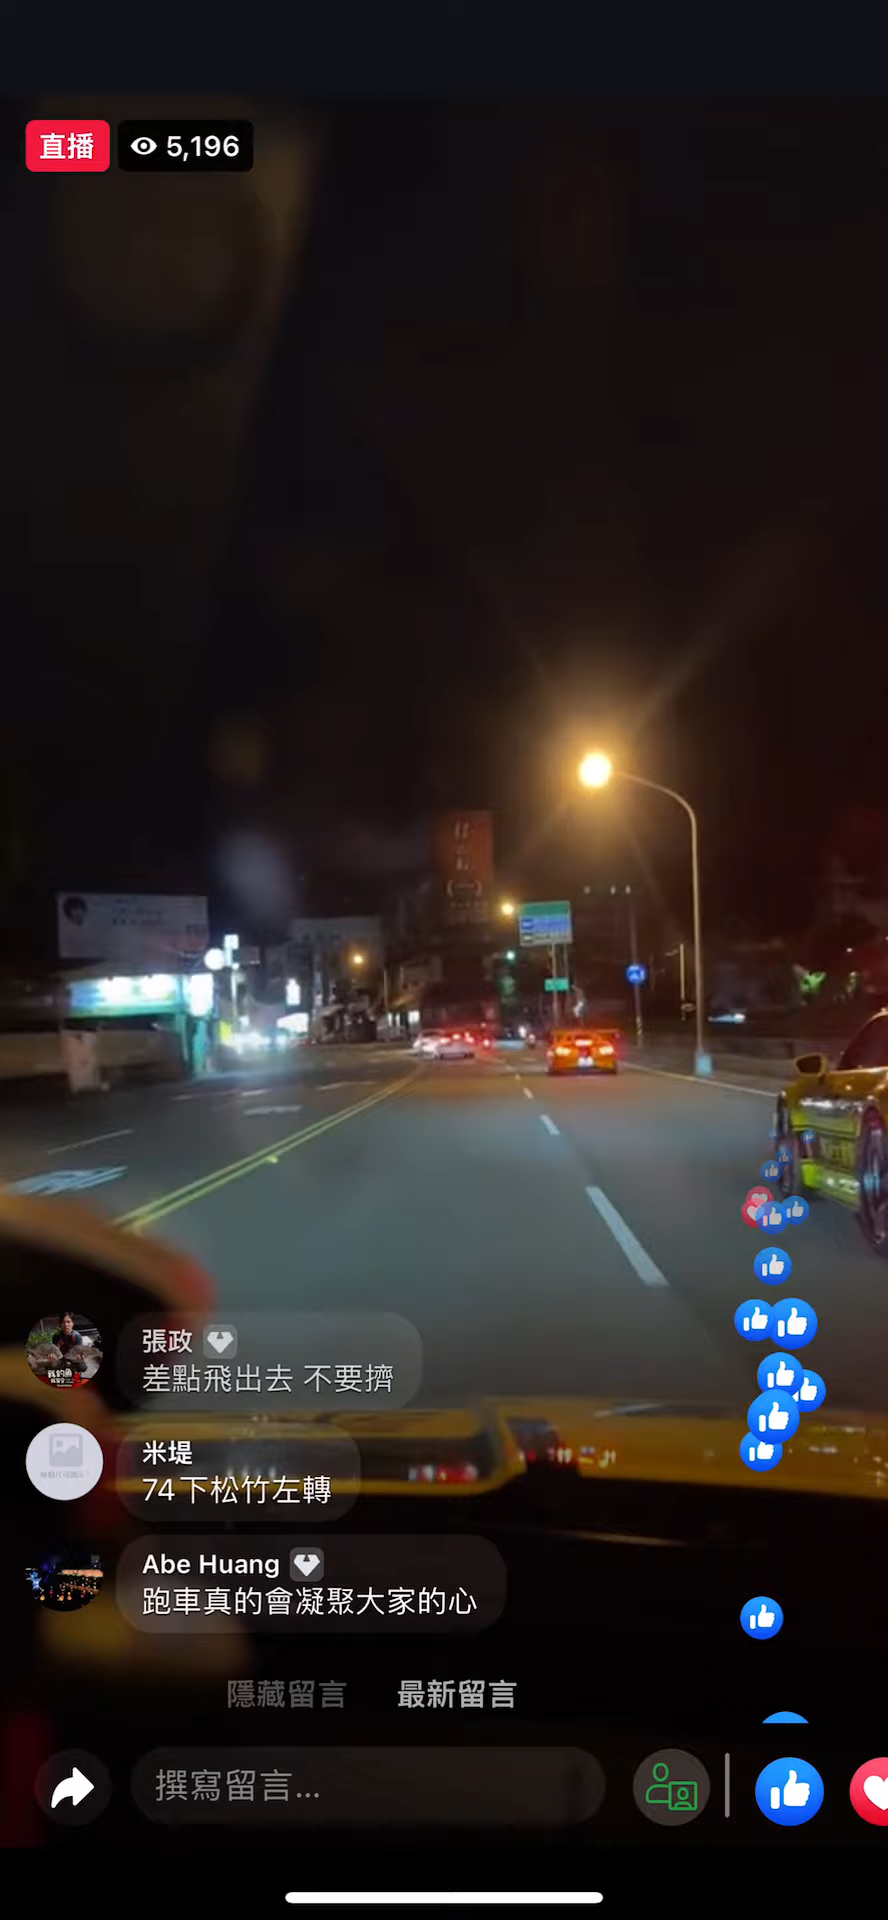 直播
5,196
張政
差點飛出去 不要擠
米堤
74下松竹左轉
Abe Huang
跑車真的會凝聚大家的心
隱藏留言
最新留言
撰寫留言...